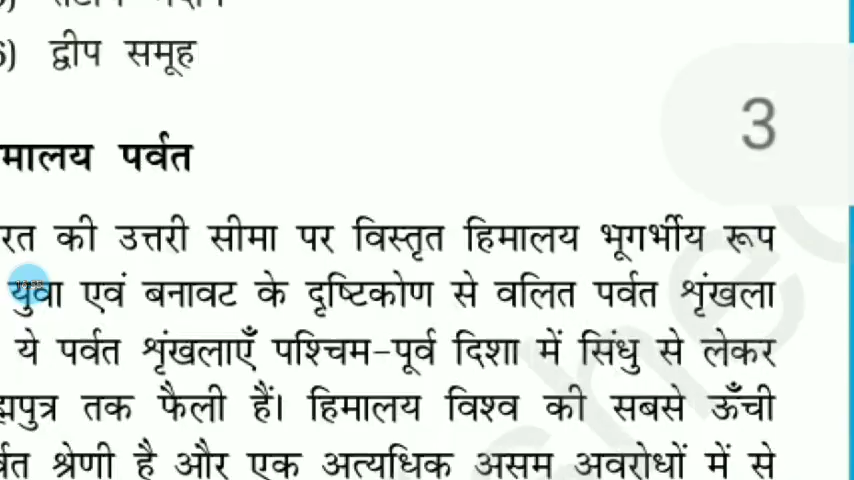 6) द्वीप समूह
3
मालय पर्वत
रत की उत्तरी सीमा पर विस्तृत हिमालय भूगर्भीय रूप
युवा एवं बनावट के दृष्टिकोण से वलित पर्वत शृंखला
ये पर्वत शृंखलाएँ पश्चिम-पूर्व दिशा में सिंधु से लेकर
ह्मपुत्र तक फैली हैं। हिमालय विश्व की सबसे ऊँची
र्वत श्रेणी है और एक अत्यधिक असम अवरोधों में से